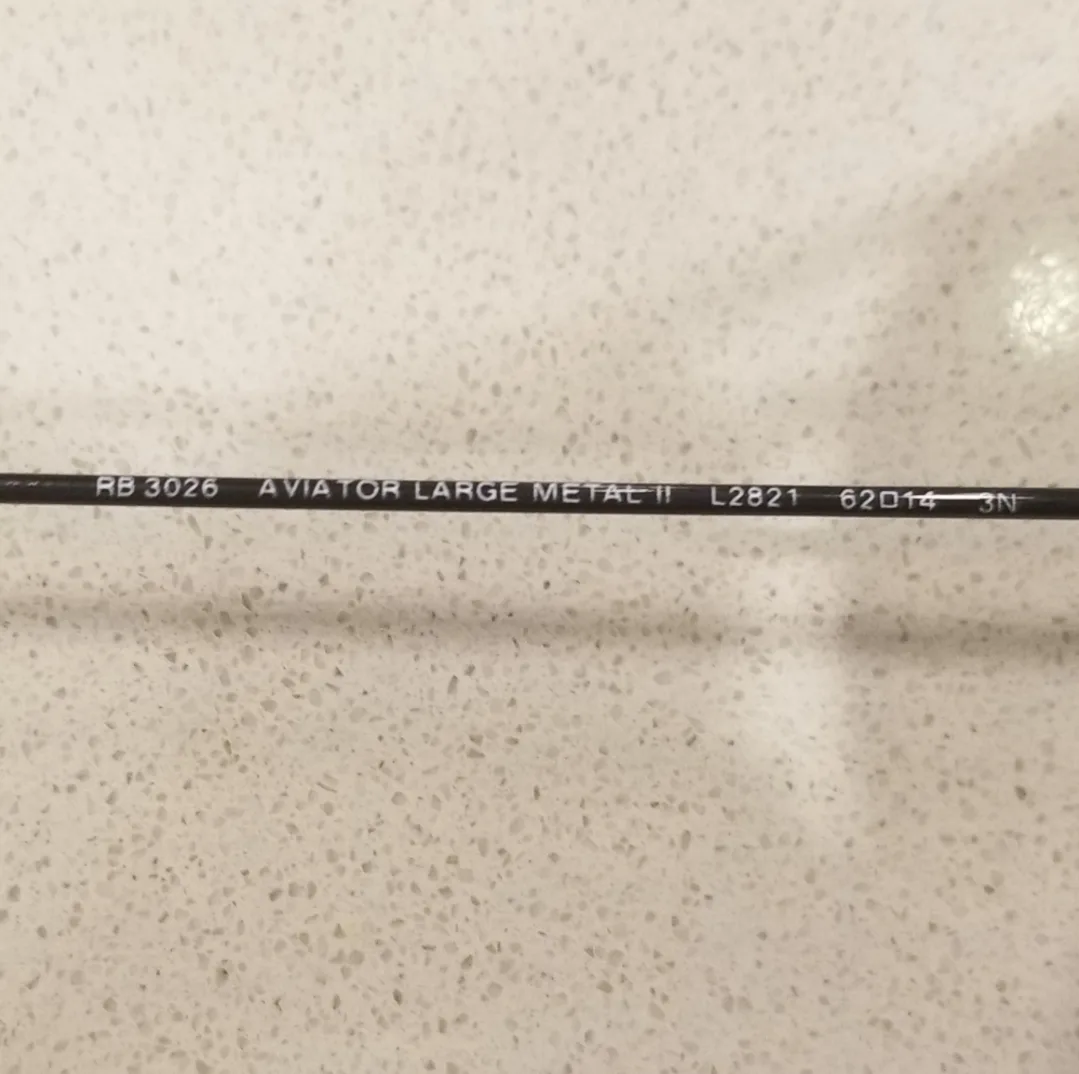 RB 3026 AVIATOR LARGE METAL II L2821 62□14 3N